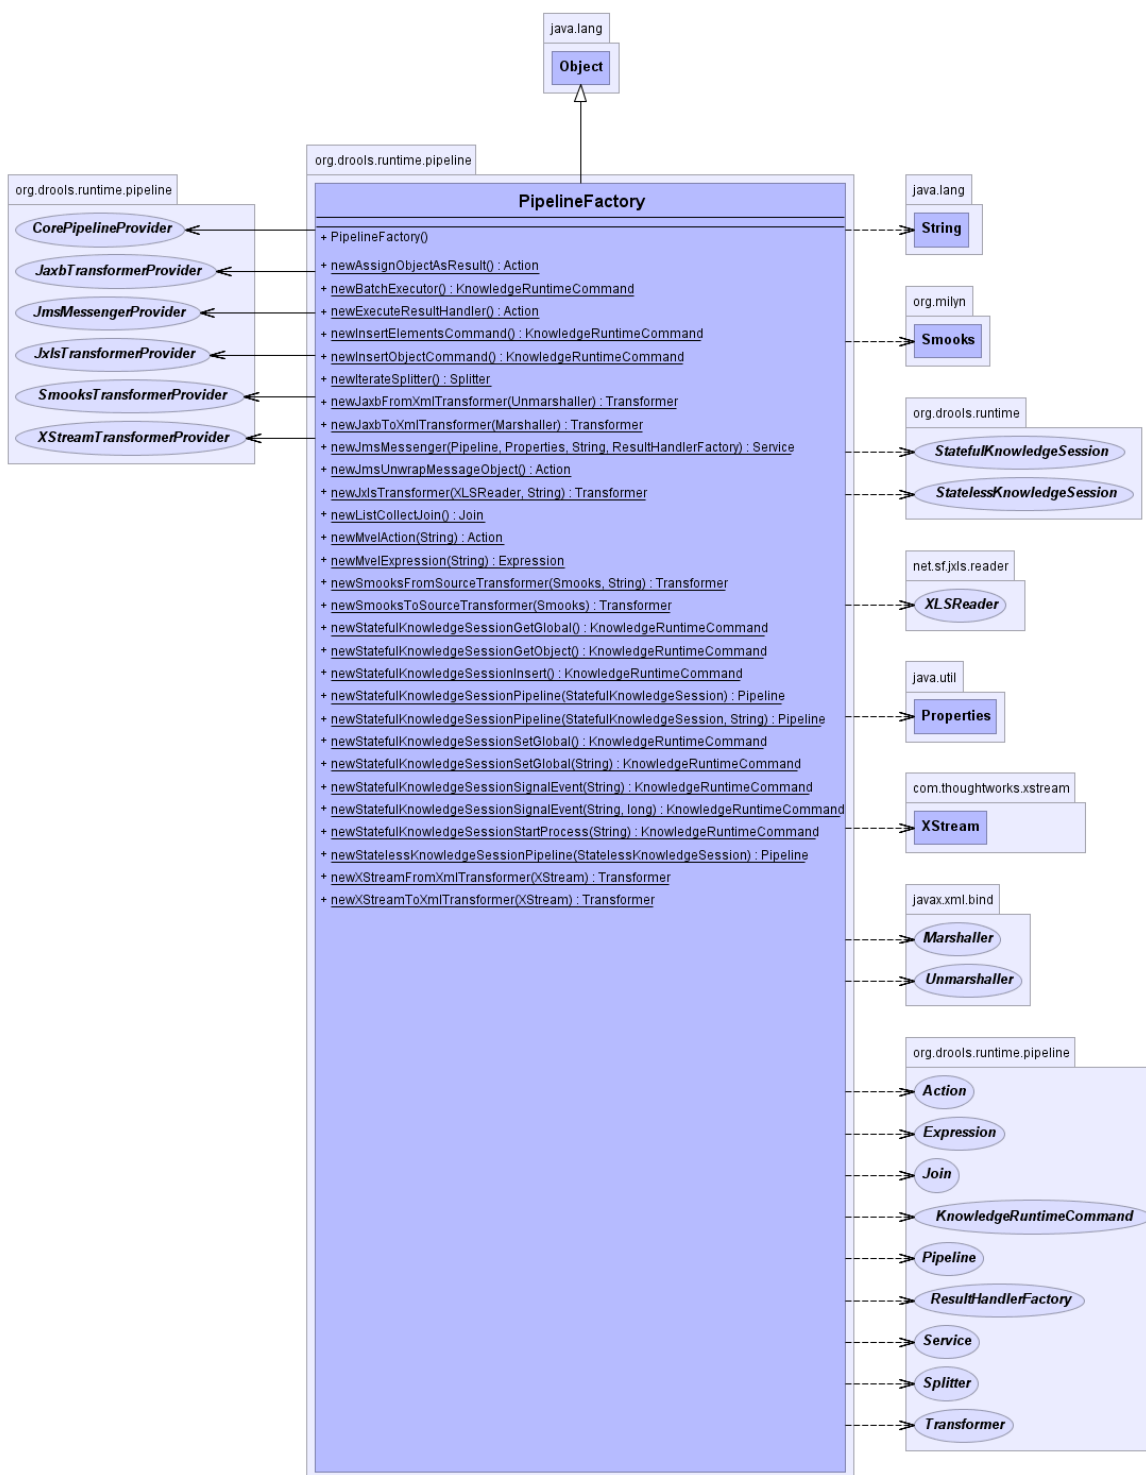 java.lang
Object
org.drools.runtime.pipeline
CorePipelineProvider
JaxbTransformerProvider
JmsMessengerProvider
JxlsTransformerProvider
SmooksTransformerProvider
XStreamTransformerProvider
org.drools.runtime.pipeline
PipelineFactory
+ PipelineFactory()
+ newAssignObjectAsResult() : Action
+ newBatchExecutor() : KnowledgeRuntimeCommand
+ newExecuteResultHandler() : Action
+ newInsertElementsCommand() : KnowledgeRuntimeCommand
+ newInsertObjectCommand() : KnowledgeRuntimeCommand
+ newIterateSplitter() : Splitter
+ newJaxbFromXmlTransformer(Unmarshaller) : Transformer
+ newJaxbToXmlTransformer(Marshaller) : Transformer
+ newJmsMessenger(Pipeline, Properties, String, ResultHandlerFactory) : Service
+ newJmsUnwrapMessageObject() : Action
+ newJxlsTransformer(XLSReader, String) : Transformer
+ newListCollectJoin() : Join
+ newMvelAction(String) : Action
+ newMvelExpression(String) : Expression
+ newSmooksFromSourceTransformer(Smooks, String) : Transformer
+ newSmooksToSourceTransformer(Smooks) : Transformer
+ newStatefulKnowledgeSessionGetGlobal() : KnowledgeRuntimeCommand
+ newStatefulKnowledgeSessionGetObject() : KnowledgeRuntimeCommand
+ newStatefulKnowledgeSessionInsert() : KnowledgeRuntimeCommand
+ newStatefulKnowledgeSessionPipeline(StatefulKnowledgeSession) : Pipeline
+ newStatefulKnowledgeSessionPipeline(StatefulKnowledgeSession, String) : Pipeline
+ newStatefulKnowledgeSessionSetGlobal() : KnowledgeRuntimeCommand
+ newStatefulKnowledgeSessionSetGlobal(String) : KnowledgeRuntimeCommand
+ newStatefulKnowledgeSessionSignalEvent(String) : KnowledgeRuntimeCommand
+ newStatefulKnowledgeSessionSignalEvent(String, long) : KnowledgeRuntimeCommand
+ newStatefulKnowledgeSessionStartProcess(String) : KnowledgeRuntimeCommand
+ newStatelessKnowledgeSessionPipeline(StatelessKnowledgeSession) : Pipeline
+ newXStreamFromXmlTransformer(XStream) : Transformer
+ newXStreamToXmlTransformer(XStream) : Transformer
java.lang
String
org.milyn
Smooks
org.drools.runtime
StatefulKnowledgeSession
StatelessKnowledgeSession
net.sf.jxls.reader
XLSReader
java.util
Properties
com.thoughtworks.xstream
XStream
javax.xml.bind
Marshaller
Unmarshaller
org.drools.runtime.pipeline
Action
Expression
Join
KnowledgeRuntimeCommand
Pipeline
ResultHandlerFactory
Service
Splitter
Transformer